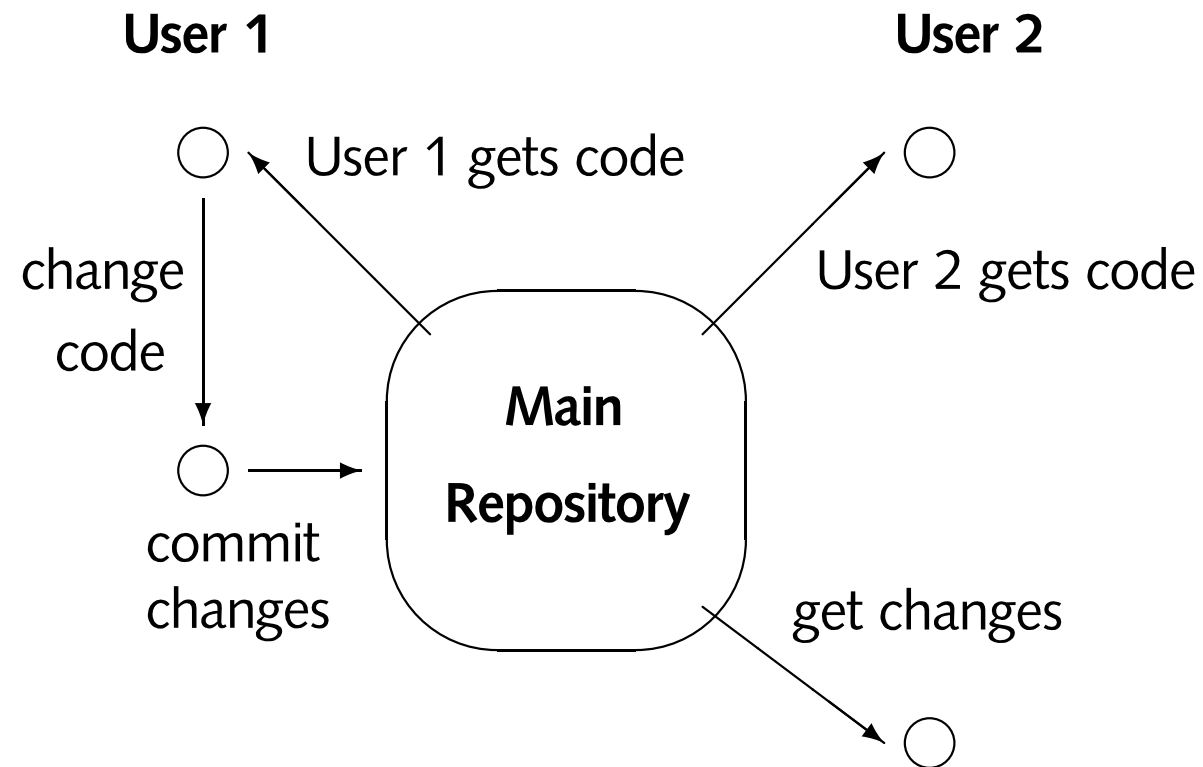 User 1
User 2
User 1 gets code
change
code
User 2 gets code
Main
Repository
commit
changes
get changes